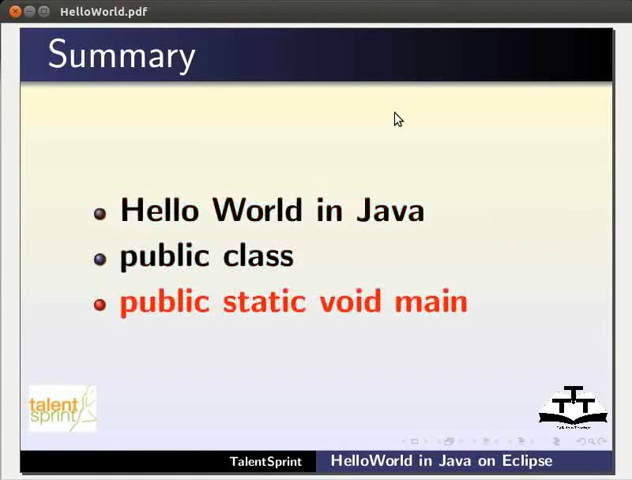 HelloWorld.pdf
Summary
Hello World in Java
public class
public static void main
talent
sprint
TTT
TalentSprint
HelloWorld in Java on Eclipse